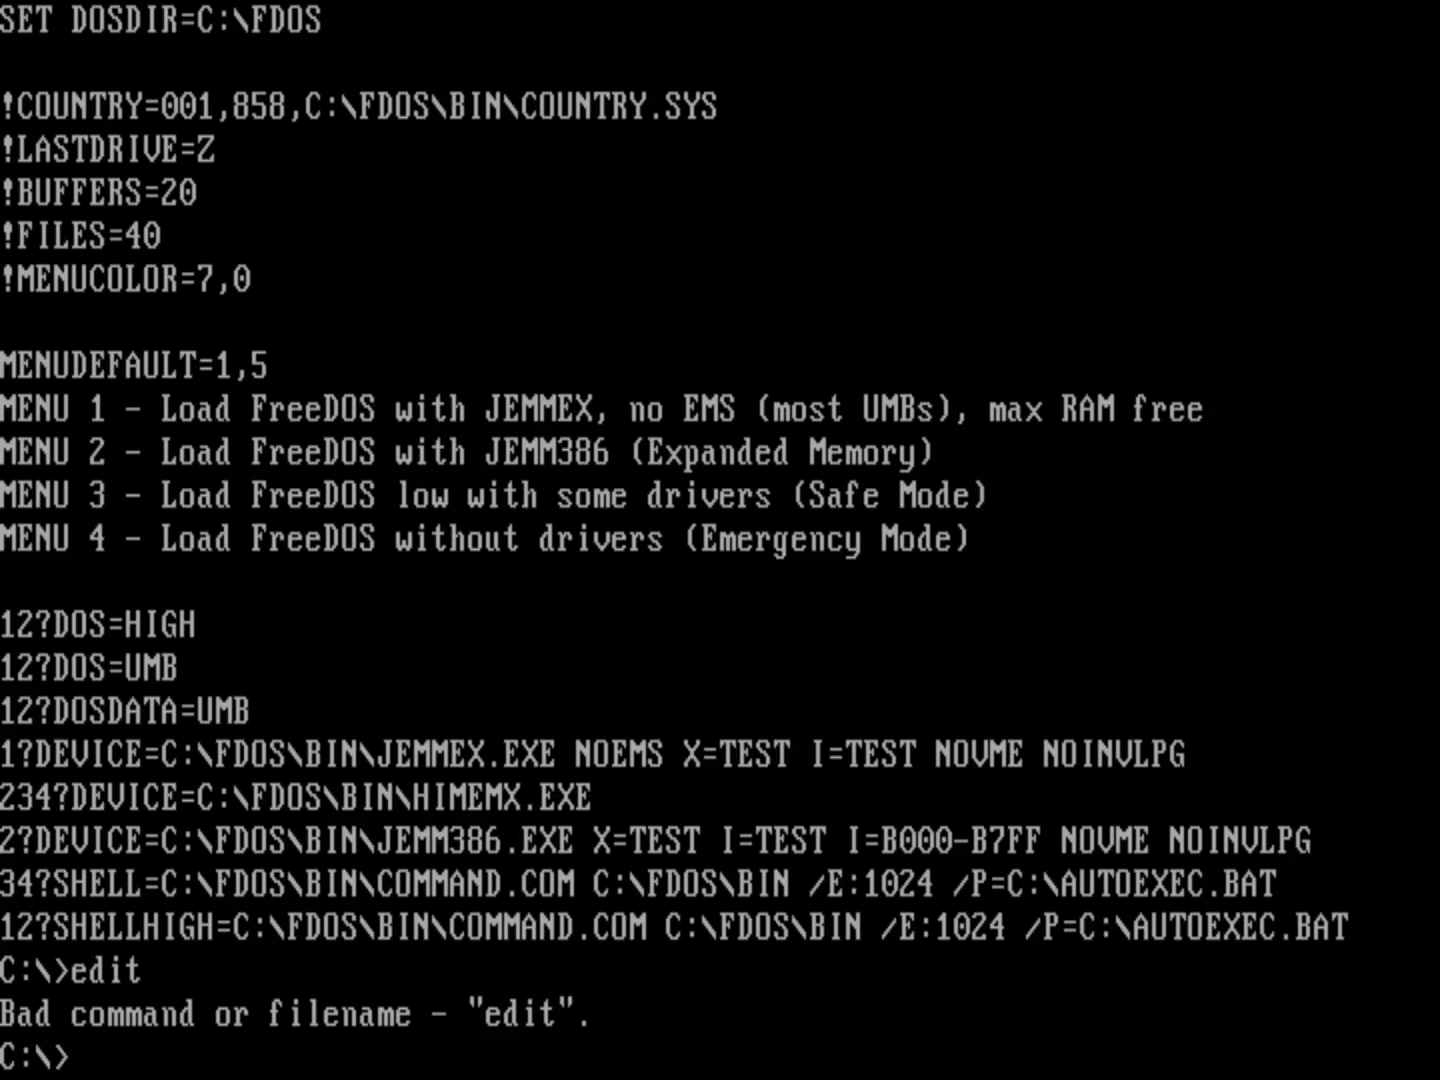 SET DOSDIR=C:\FDOS
!COUNTRY=001,858,C:\FDOS\BIN\COUNTRY.SYS
!LASTDRIVE=Z
!BUFFERS=20
!FILES=40
!MENUCOLOR=7,0
MENUDEFAULT=1,5
MENU 1 - Load FreeDOS with JEMMEX, no EMS (most UMBs), max RAM free
MENU 2 - Load FreeDOS with JEMM386 (Expanded Memory)
MENU 3 - Load FreeDOS low with some drivers (Safe Mode)
MENU 4 - Load FreeDOS without drivers (Emergency Mode)
12?DOS=HIGH
12?DOS=UMB
12?DOSDATA=UMB
1?DEVICE=C:\FDOS\BIN\JEMMEX.EXE NOEMS X=TEST I=TEST NOVME NOINVLPG
234?DEVICE=C:\FDOS\BIN\HIMEMX.EXE
2?DEVICE=C:\FDOS\BIN\JEMM386.EXE X=TEST I=TEST I=B000-B7FF NOVME NOINVLPG
34?SHELL=C:\FDOS\BIN\COMMAND.COM C:\FDOS\BIN /E:1024 /P=C:\AUTOEXEC.BAT
12?SHELLHIGH=C:\FDOS\BIN\COMMAND.COM C:\FDOS\BIN /E:1024 /P=C:\AUTOEXEC.BAT
C:\>edit
Bad command or filename - "edit".
C:\>